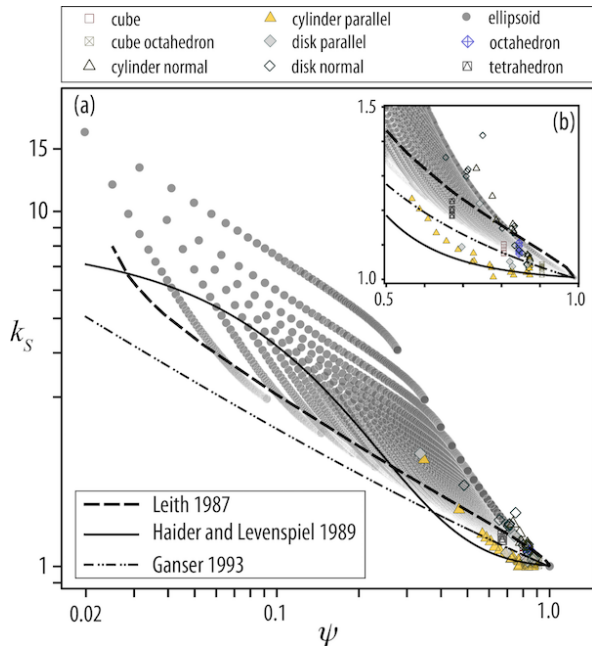 cube
cylinder parallel
ellipsoid
cube octahedron
disk parallel
octahedron
cylinder normal
disk normal
tetrahedron
(a)
(b)
1.5
1.0
0.5
1.0
15
10
k_S
1
Leith 1987
Haider and Levenspiel 1989
Ganser 1993
0.02
0.1
1.0
ψ